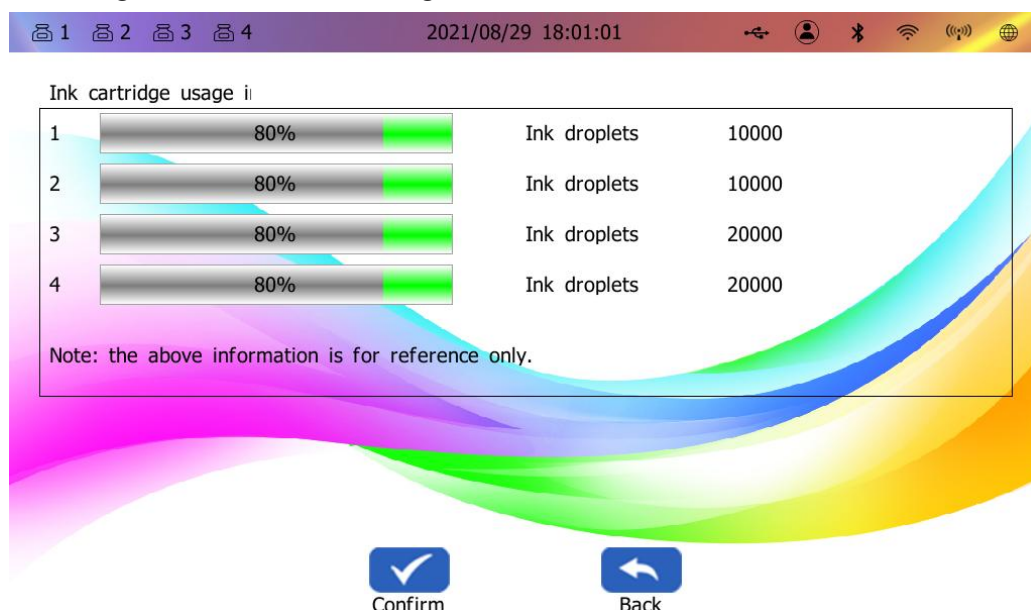 1 2 3 4 2021/08/29 18:01:01
Ink cartridge usage
1 80% Ink droplets 10000
2 80% Ink droplets 10000
3 80% Ink droplets 20000
4 80% Ink droplets 20000
Note: the above information is for reference only.
Confirm Back